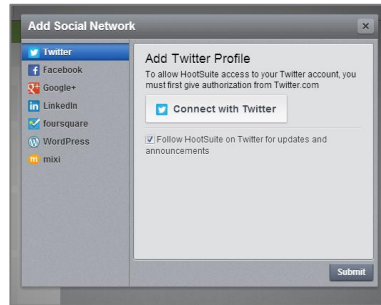 Add Social Network
Twitter
Facebook
Google+
LinkedIn
foursquare
WordPress
mixi
Add Twitter Profile
To allow HootSuite access to your Twitter account, you
must first give authorization from Twitter.com
Connect with Twitter
Follow HootSuite on Twitter for updates and
announcements
Submit